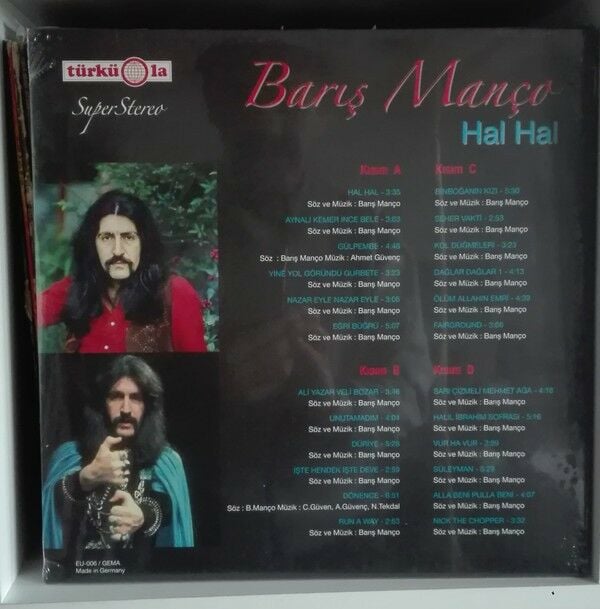 türküola
SuperStereo
Barış Manço
Hal Hal
Kısım A
HAL HAL - 3:35
Söz ve Müzik : Barış Manço
AYNALI KEMER İNCE BELE - 3:03
Söz ve Müzik : Barış Manço
GÜLPEMBE - 4:46
Söz : Barış Manço Müzik : Ahmet Güvenç
YİNE YOL GÖRÜNDÜ GURBETE - 3:23
Söz ve Müzik : Barış Manço
NAZAR EYLE NAZAR EYLE - 3:05
Söz ve Müzik : Barış Manço
EĞRİ BÜĞRÜ - 5:07
Söz ve Müzik : Barış Manço
Kısım C
BİNBOĞANIN KIZI - 5:30
Söz ve Müzik : Barış Manço
SEHER VAKTİ - 2:53
Söz ve Müzik : Barış Manço
KOL DÜĞMELERİ - 3:23
Söz ve Müzik : Barış Manço
DAĞLAR DAĞLAR 1 - 4:13
Söz ve Müzik : Barış Manço
ÖLÜM ALLAHIN EMRİ - 4:39
Söz ve Müzik : Barış Manço
FAIRGROUND - 3:66
Söz ve Müzik : Barış Manço
Kısım B
ALİ YAZAR VELİ BOZAR - 3:46
Söz ve Müzik : Barış Manço
UNUTAMADIM - 4:04
Söz ve Müzik : Barış Manço
DURİYE - 5:28
Söz ve Müzik : Barış Manço
İŞTE HENDEK İŞTE DEVE - 2:59
Söz ve Müzik : Barış Manço
DÖNENCE - 6:51
Söz : B.Manço Müzik : C.Güven, A.Güvenç, N.Tekdal
RUN A WAY - 2:53
Söz ve Müzik : Barış Manço
Kısım D
SARI ÇİZMELİ MEHMET AĞA - 4:16
Söz ve Müzik : Barış Manço
HALİL İBRAHİM SOFRASI - 5:16
Söz ve Müzik : Barış Manço
VUR HA VUR - 3:99
Söz ve Müzik : Barış Manço
SÜLEYMAN - 5:29
Söz ve Müzik : Barış Manço
ALLA BENİ PULLA BENİ - 4:07
Söz ve Müzik : Barış Manço
NICK THE CHOPPER - 3:32
Söz ve Müzik : Barış Manço
EU-006 / GEMA
Made in Germany